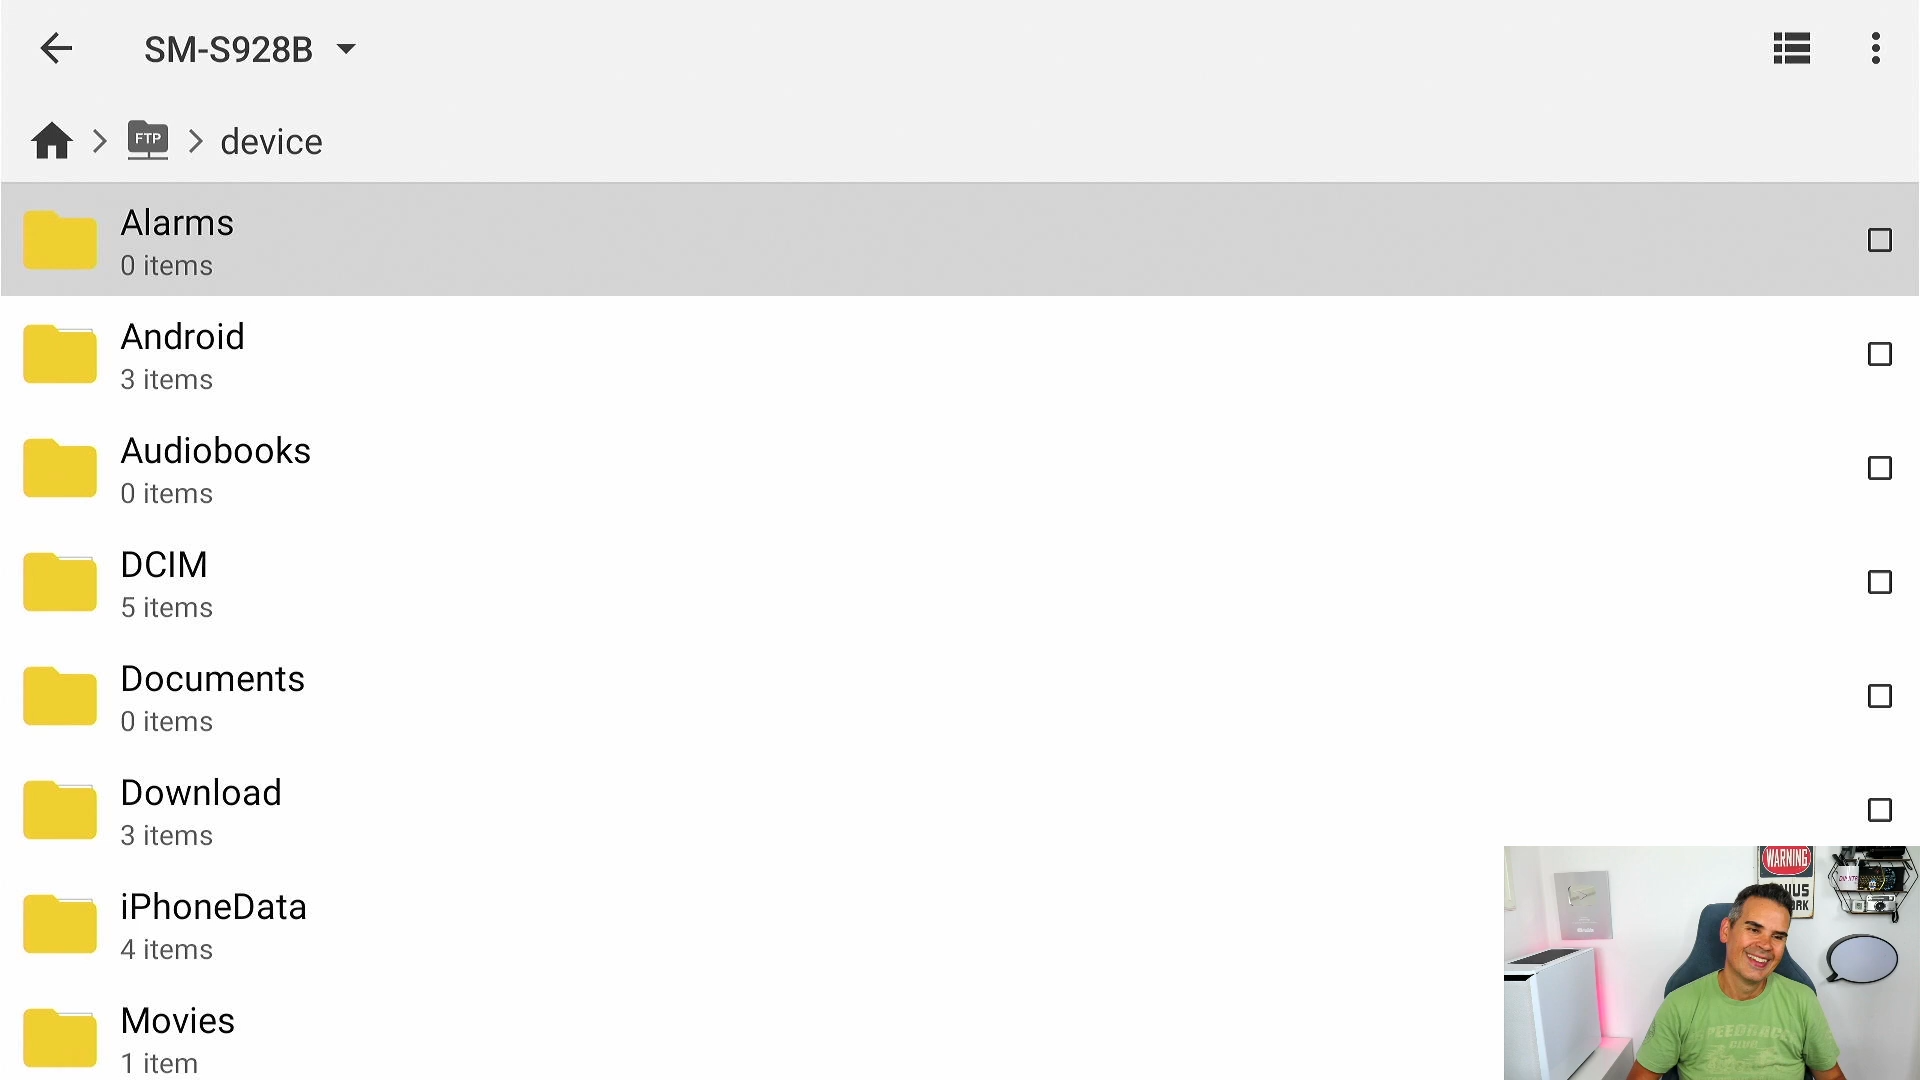 SM-S928B
FTP
device
Alarms
0 items
Android
3 items
Audiobooks
0 items
DCIM
5 items
Documents
0 items
Download
3 items
iPhoneData
4 items
Movies
1 item
WARNING